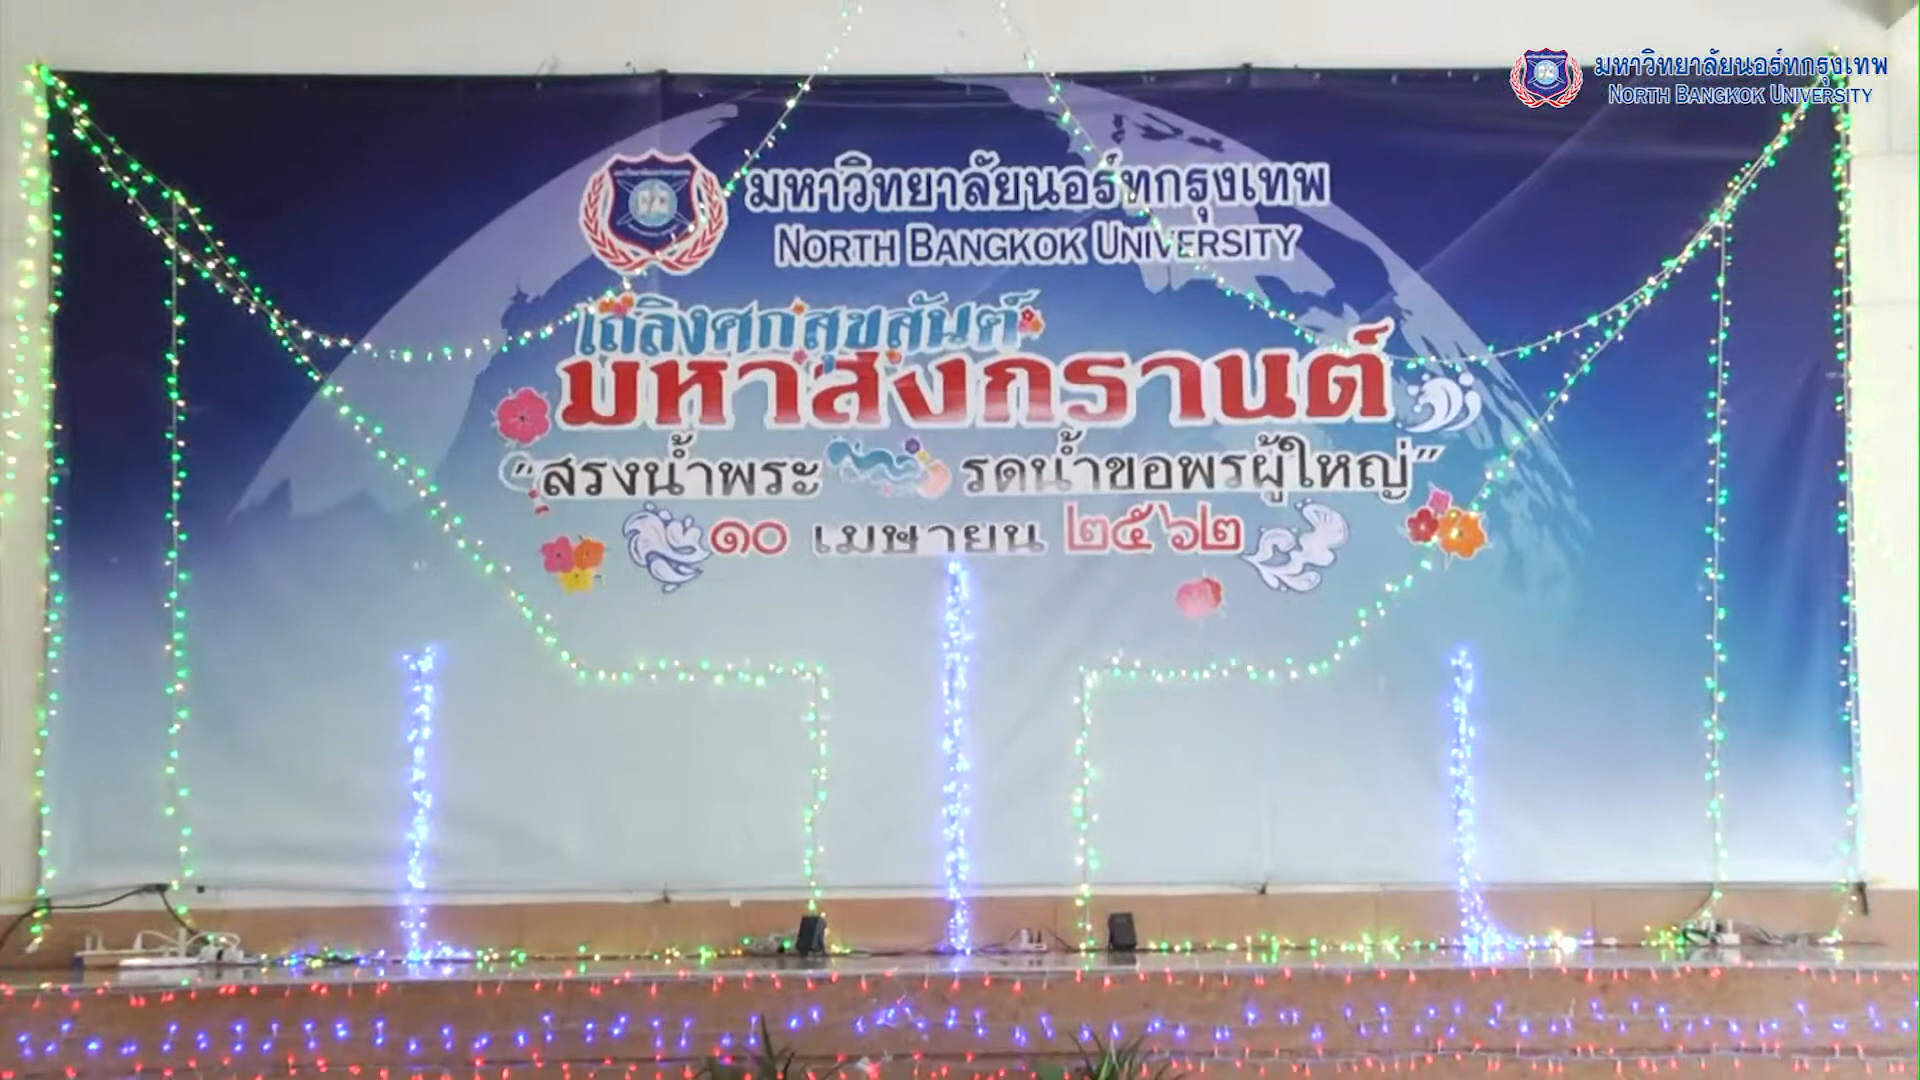 มหาวิทยาลัยนอร์ทกรุงเทพ
NORTH BANGKOK UNIVERSITY
มหาวิทยาลัยนอร์ทกรุงเทพ
NORTH BANGKOK UNIVERSITY
เถลิงศกสุขสันต์
มหาสงกรานต์
"สรงน้ำพระ รดน้ำขอพรผู้ใหญ่"
๑๐ เมษายน ๒๕๖๒